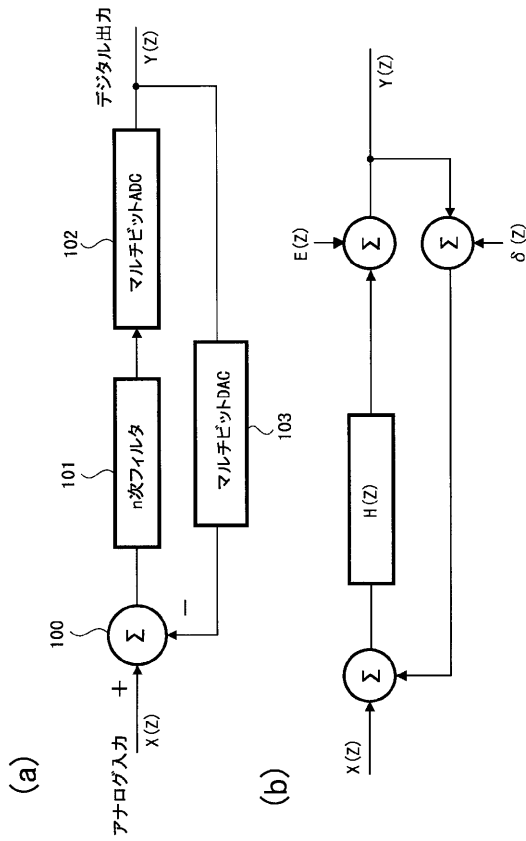 (a)
アナログ入力
X(Z)
+
−
100
Σ
101
n次フィルタ
102
マルチビットADC
デジタル出力
Y(Z)
マルチビットDAC
103
(b)
X(Z)
Σ
H(Z)
E(Z)
Σ
Y(Z)
Σ
δ(Z)